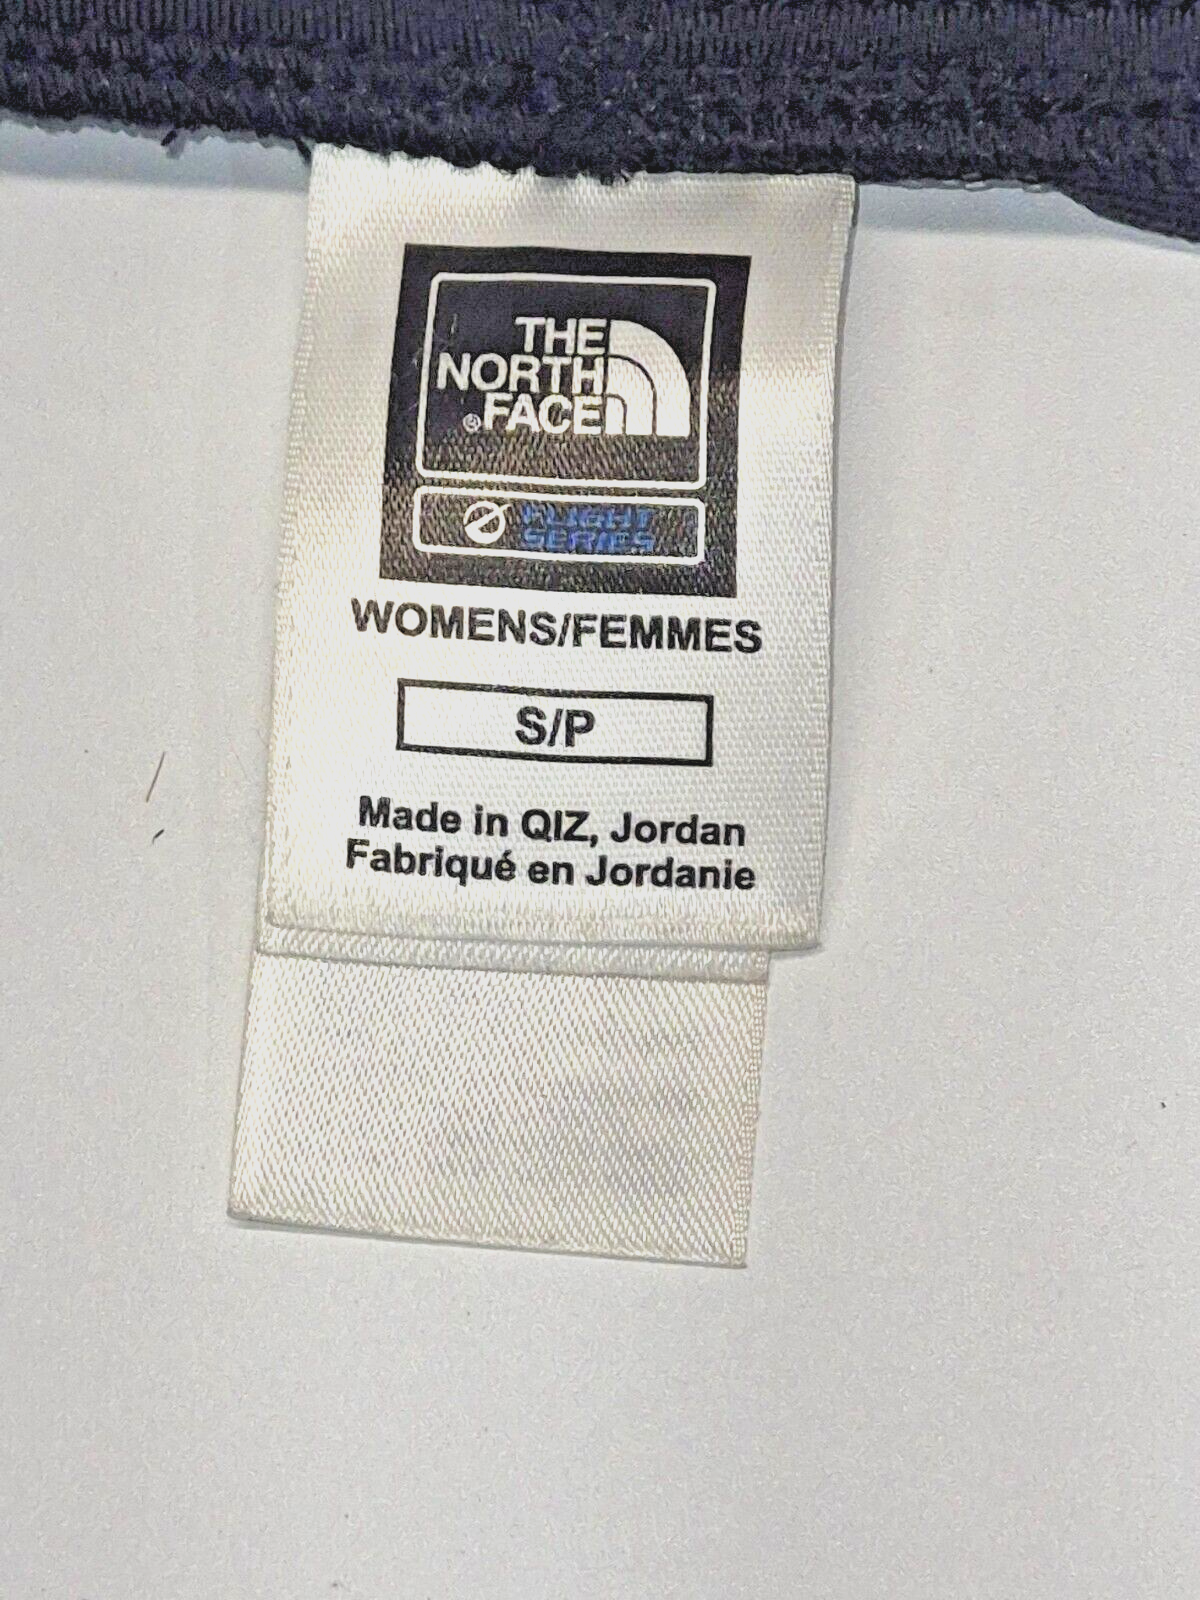 THE
NORTH
®FACE
FLIGHT
SERIES
WOMENS/FEMMES
S/P
Made in QIZ, Jordan
Fabriqué en Jordanie